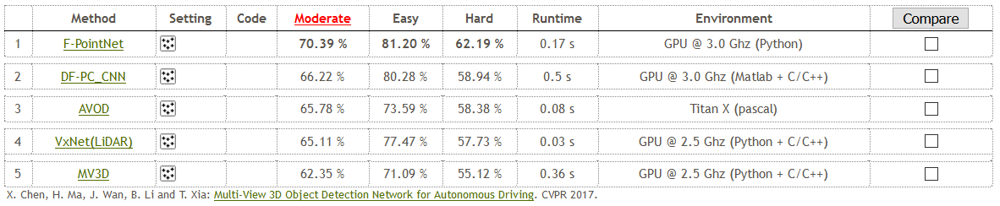 Method Setting Code Moderate Easy Hard Runtime Environment Compare
1 F-PointNet 70.39 % 81.20 % 62.19 % 0.17 s GPU @ 3.0 Ghz (Python)
2 DF-PC_CNN 66.22 % 80.28 % 58.94 % 0.5 s GPU @ 3.0 Ghz (Matlab + C/C++)
3 AVOD 65.78 % 73.59 % 58.38 % 0.08 s Titan X (pascal)
4 VxNet(LiDAR) 65.11 % 77.47 % 57.73 % 0.03 s GPU @ 2.5 Ghz (Python + C/C++)
5 MV3D 62.35 % 71.09 % 55.12 % 0.36 s GPU @ 2.5 Ghz (Python + C/C++)
X. Chen, H. Ma, J. Wan, B. Li and T. Xia: Multi-View 3D Object Detection Network for Autonomous Driving. CVPR 2017.